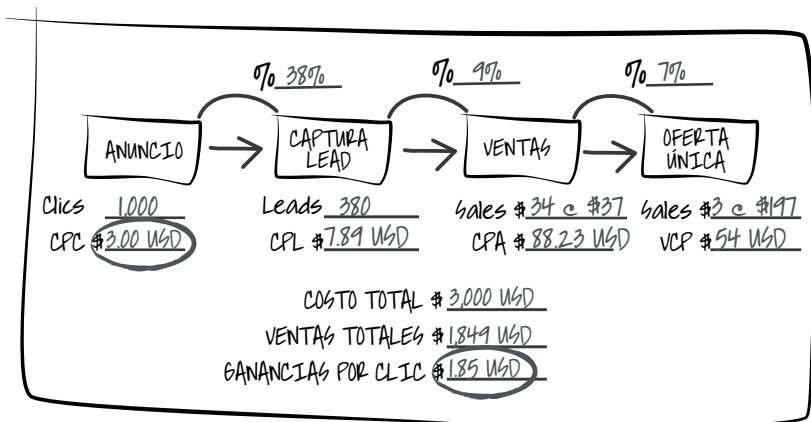 % 38% % 9% % 7%
ANUNCIO
CAPTURA
LEAD
VENTAS
OFERTA
ÚNICA
Clics 1,000 Leads 380 Sales $34 @ $37 Sales $3 @ $197
CPC $3.00 USD CPL $7.89 USD CPA $88.23 USD VCP $54 USD
COSTO TOTAL $3,000 USD
VENTAS TOTALES $1,849 USD
GANANCIAS POR CLIC $1.85 USD